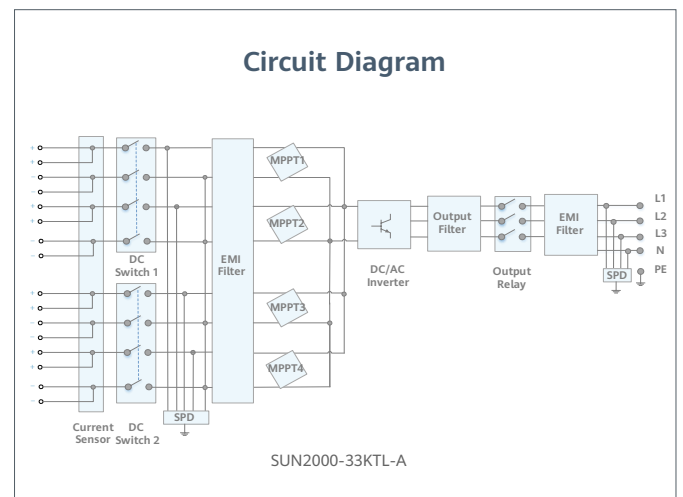 Circuit Diagram
+
+
-
-
+
+
-
-
+
+
-
-
+
+
-
-
Current
Sensor
DC
Switch 1
DC
Switch 2
SPD
EMI
Filter
MPPT1
MPPT2
MPPT3
MPPT4
DC/AC
Inverter
Output
Filter
Output
Relay
EMI
Filter
SPD
L1
L2
L3
N
PE
SUN2000-33KTL-A